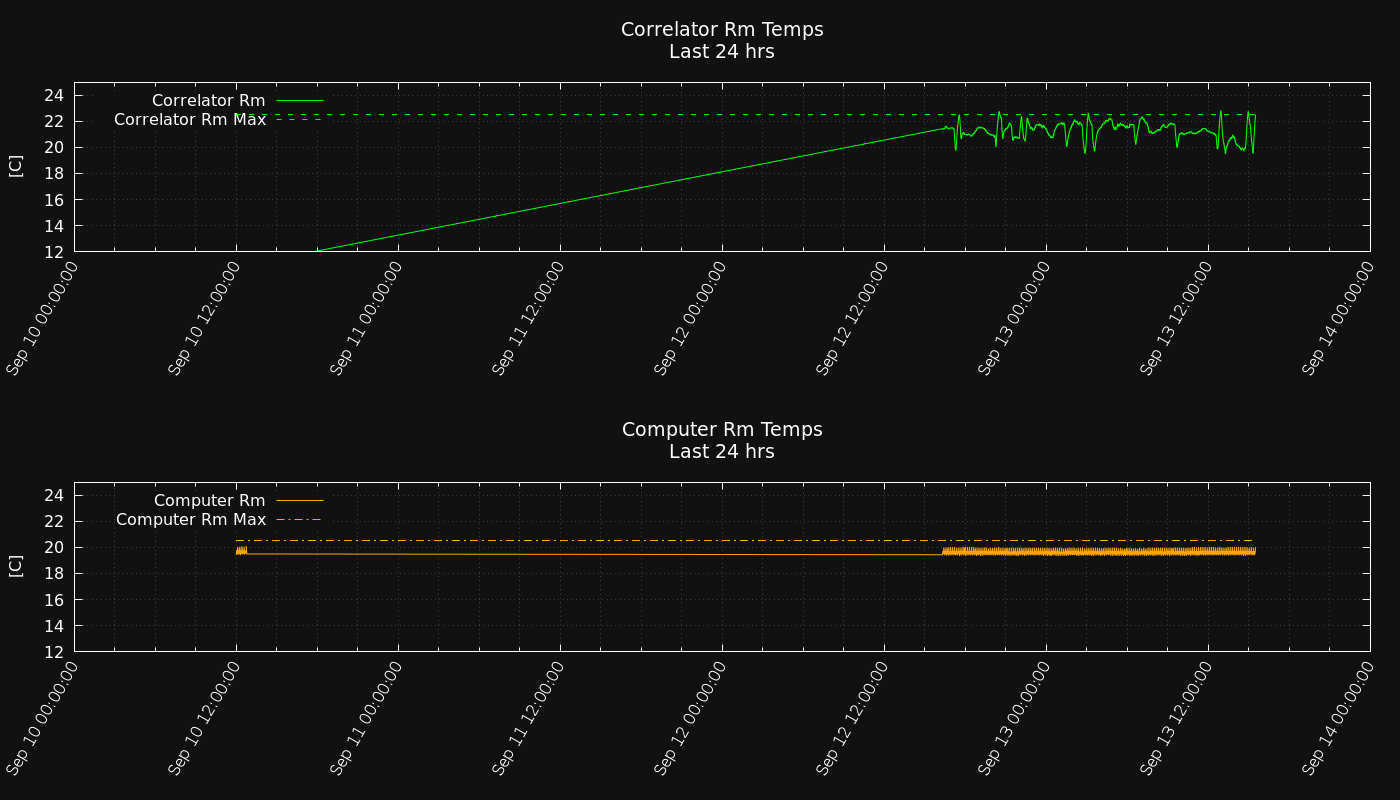 Correlator Rm Temps
Last 24 hrs
[C]
24
22
20
18
16
14
12
Correlator Rm
Correlator Rm Max
Sep 10 00:00:00
Sep 10 12:00:00
Sep 11 00:00:00
Sep 11 12:00:00
Sep 12 00:00:00
Sep 12 12:00:00
Sep 13 00:00:00
Sep 13 12:00:00
Sep 14 00:00:00
Computer Rm Temps
Last 24 hrs
[C]
24
22
20
18
16
14
12
Computer Rm
Computer Rm Max
Sep 10 00:00:00
Sep 10 12:00:00
Sep 11 00:00:00
Sep 11 12:00:00
Sep 12 00:00:00
Sep 12 12:00:00
Sep 13 00:00:00
Sep 13 12:00:00
Sep 14 00:00:00